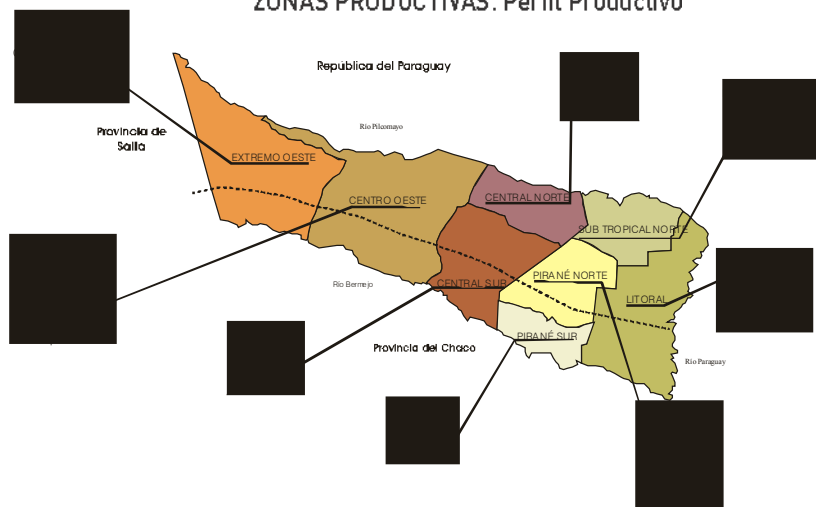 ZONAS PRODUCTIVAS. Perfil Productivo
República del Paraguay
Río Pilcomayo
Provincia de
Salta
EXTREMO OESTE
CENTRO OESTE
CENTRAL NORTE
SUB TROPICAL NORTE
PIRANÉ NORTE
CENTRAL SUR
Río Bermejo
LITORAL
PIRANÉ SUR
Provincia del Chaco
Río Paraguay